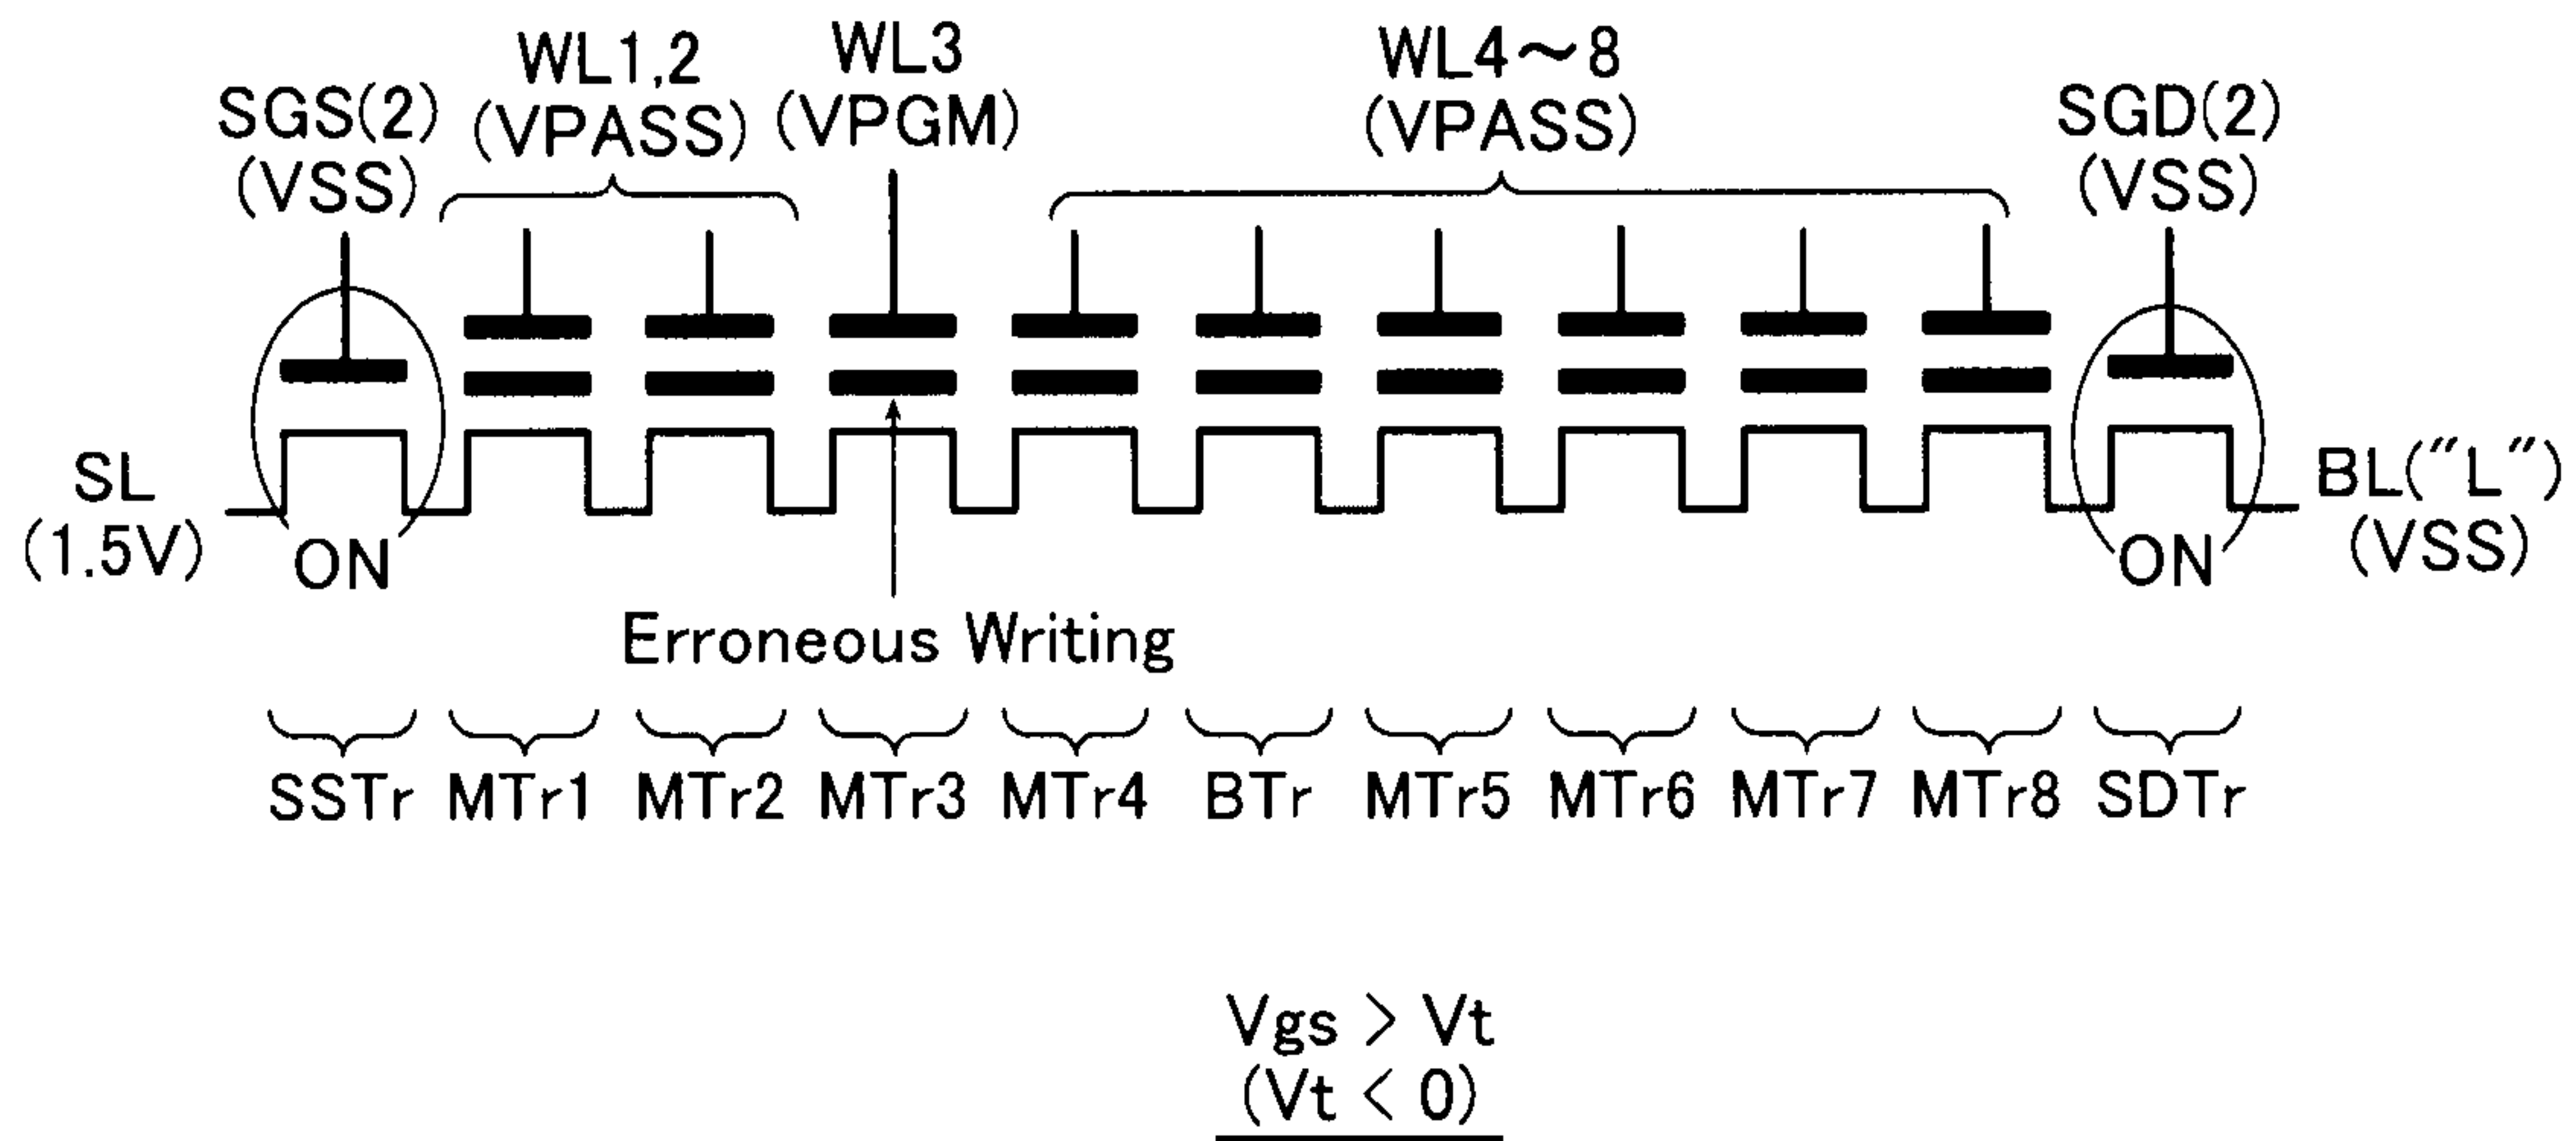 SGS(2)
(VSS)
WL1,2
(VPASS)
WL3
(VPGM)
WL4～8
(VPASS)
SGD(2)
(VSS)
SL
(1.5V)
ON
ON
BL("L")
(VSS)
Erroneous Writing
SSTr MTr1 MTr2 MTr3 MTr4 BTr MTr5 MTr6 MTr7 MTr8 SDTr
Vgs > Vt
(Vt < 0)